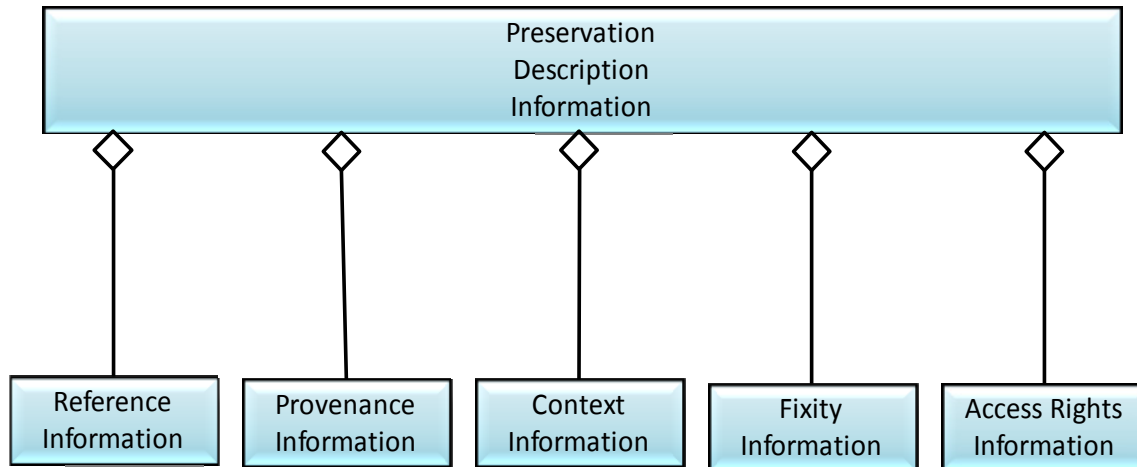 Preservation
Description
Information
Reference
Information
Provenance
Information
Context
Information
Fixity
Information
Access Rights
Information